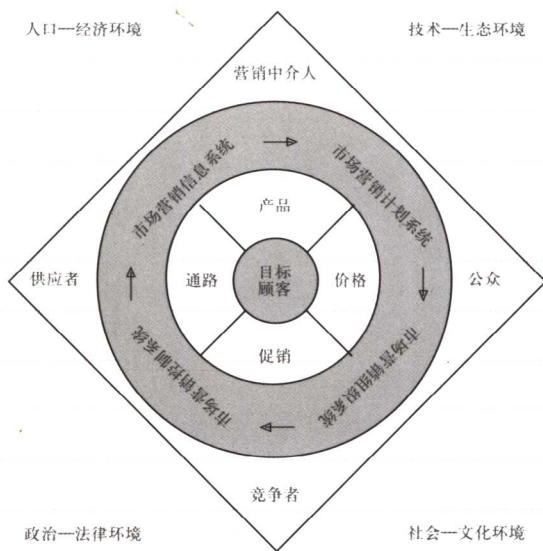 人口—经济环境
技术—生态环境
营销中介人
市场营销信息系统
市场营销计划系统
产品
供应者
通路
目标
顾客
价格
公众
促销
市场营销控制系统
市场营销组织系统
竞争者
政治—法律环境
社会—文化环境